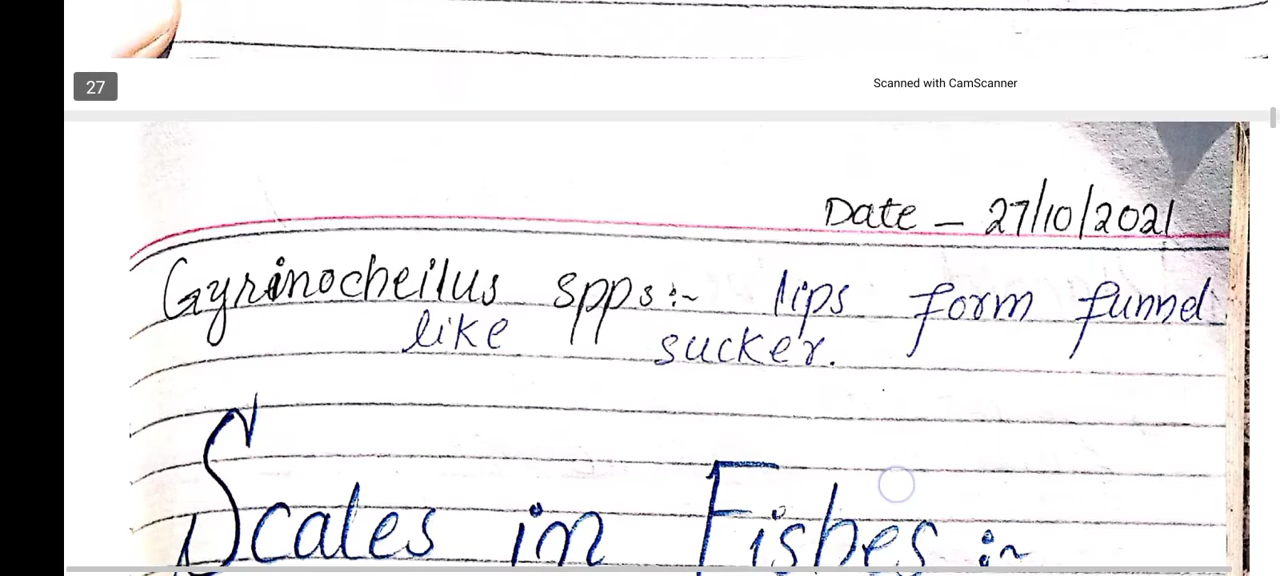 27
Scanned with CamScanner
Date - 27/10/2021
Gyrinocheilus spps:- lips form funnel
like sucker.
Scales in Fishes :-